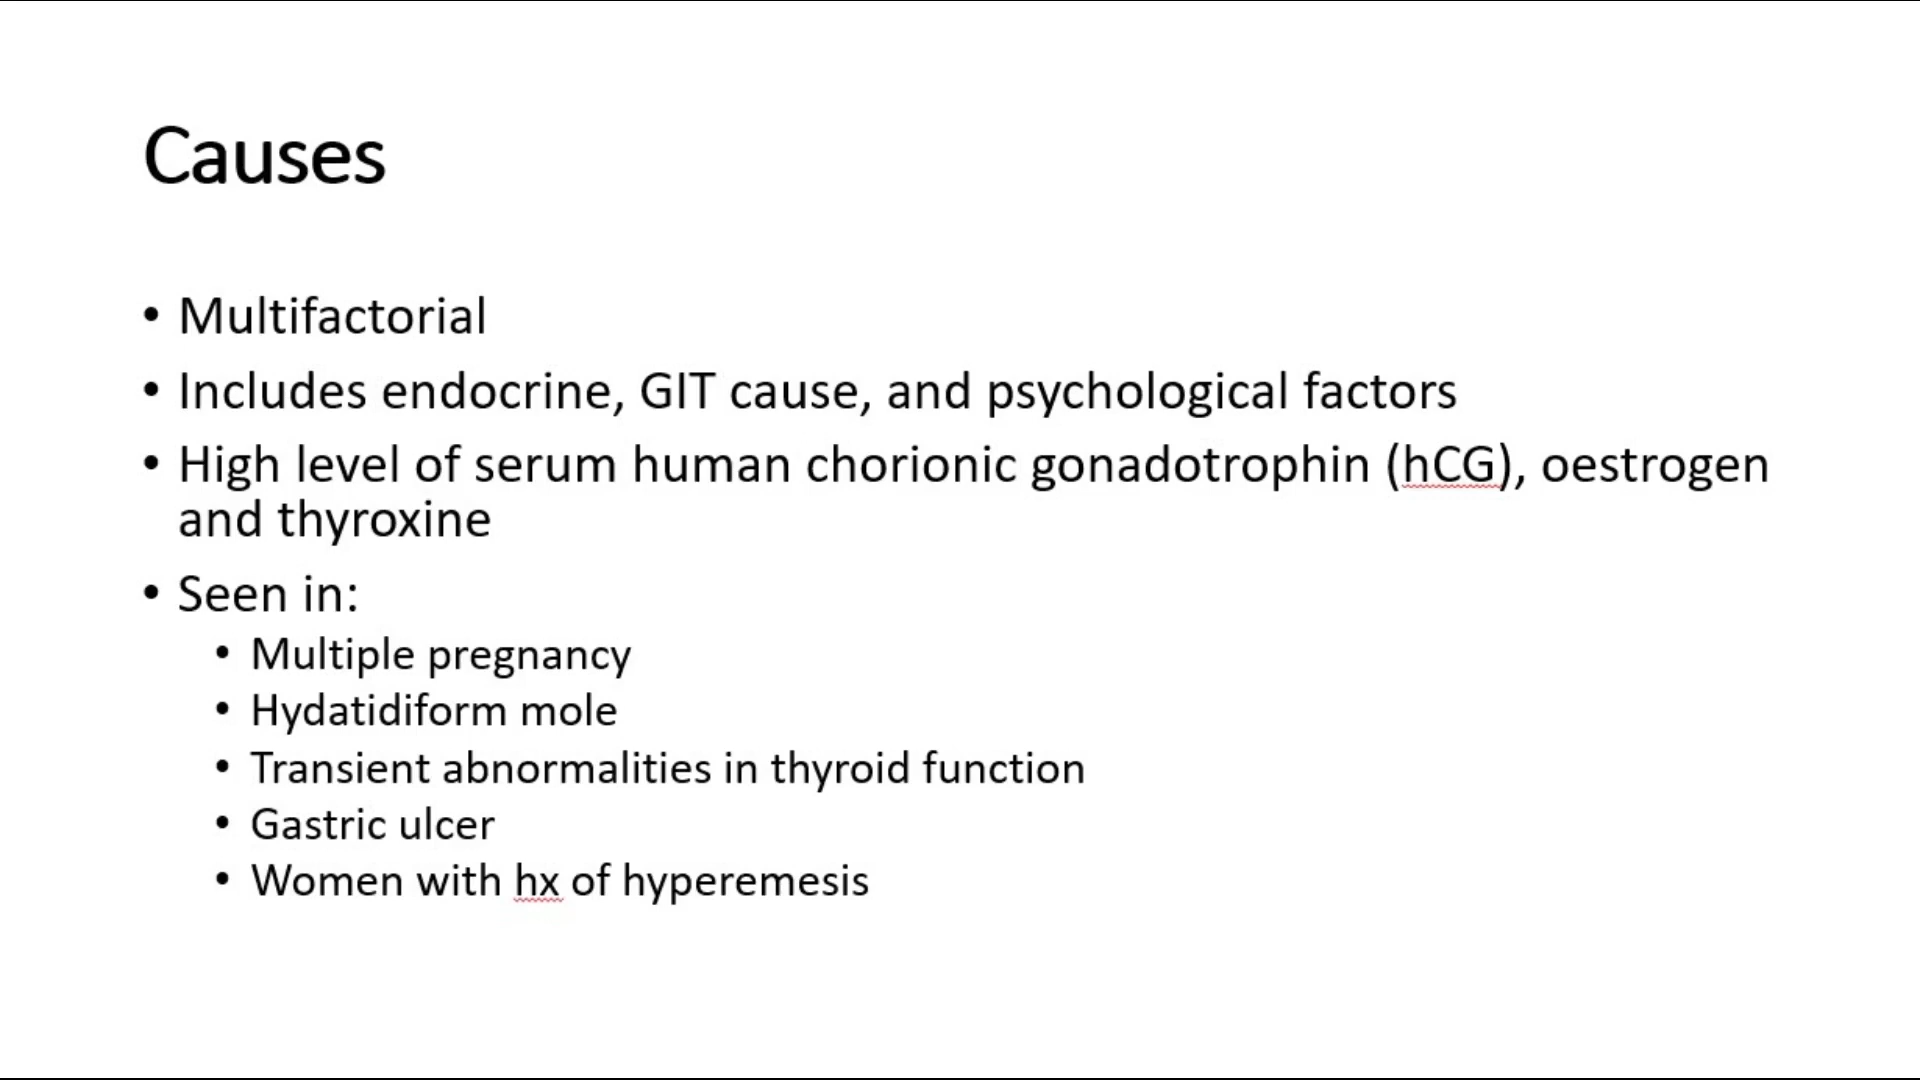 Causes
• Multifactorial
• Includes endocrine, GIT cause, and psychological factors
• High level of serum human chorionic gonadotrophin (hCG), oestrogen
and thyroxine
• Seen in:
• Multiple pregnancy
• Hydatidiform mole
• Transient abnormalities in thyroid function
• Gastric ulcer
• Women with hx of hyperemesis